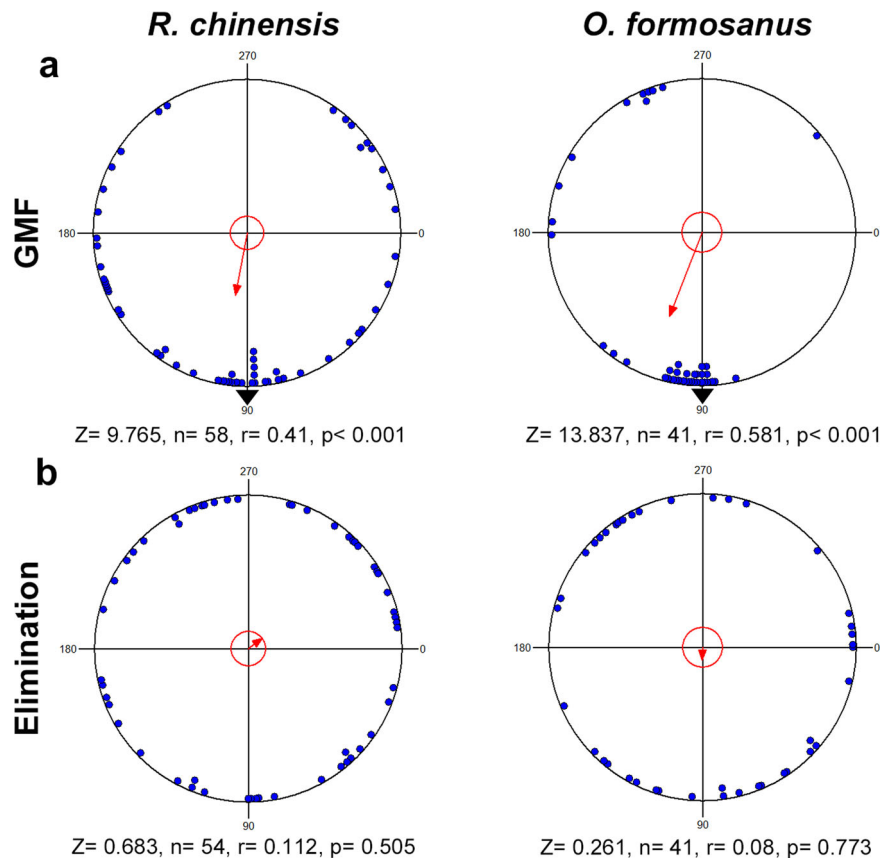 R. chinensis
O. formosanus
a
GMF
270
180
0
90
270
180
0
90
Z= 9.765, n= 58, r= 0.41, p< 0.001
Z= 13.837, n= 41, r= 0.581, p< 0.001
b
Elimination
270
180
0
90
270
180
0
90
Z= 0.683, n= 54, r= 0.112, p= 0.505
Z= 0.261, n= 41, r= 0.08, p= 0.773